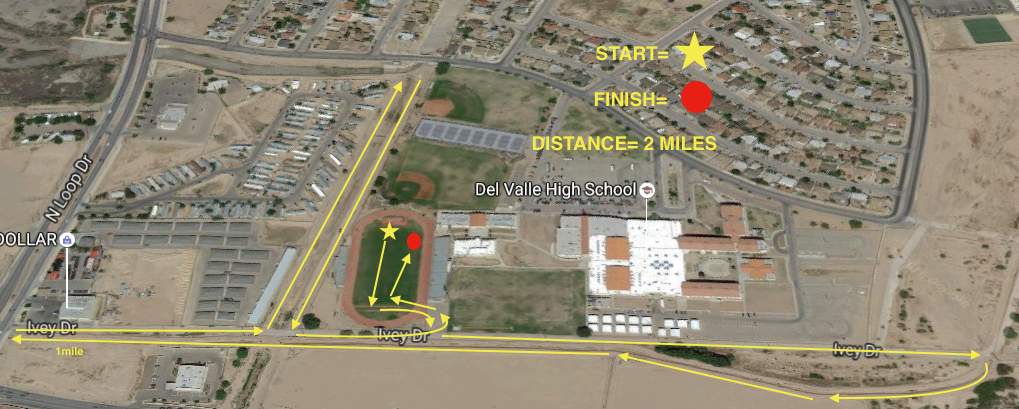 START=
FINISH=
DISTANCE= 2 MILES
Del Valle High School
N Loop Dr
DOLLAR
Ivey Dr
Ivey Dr
Ivey Dr
1mile